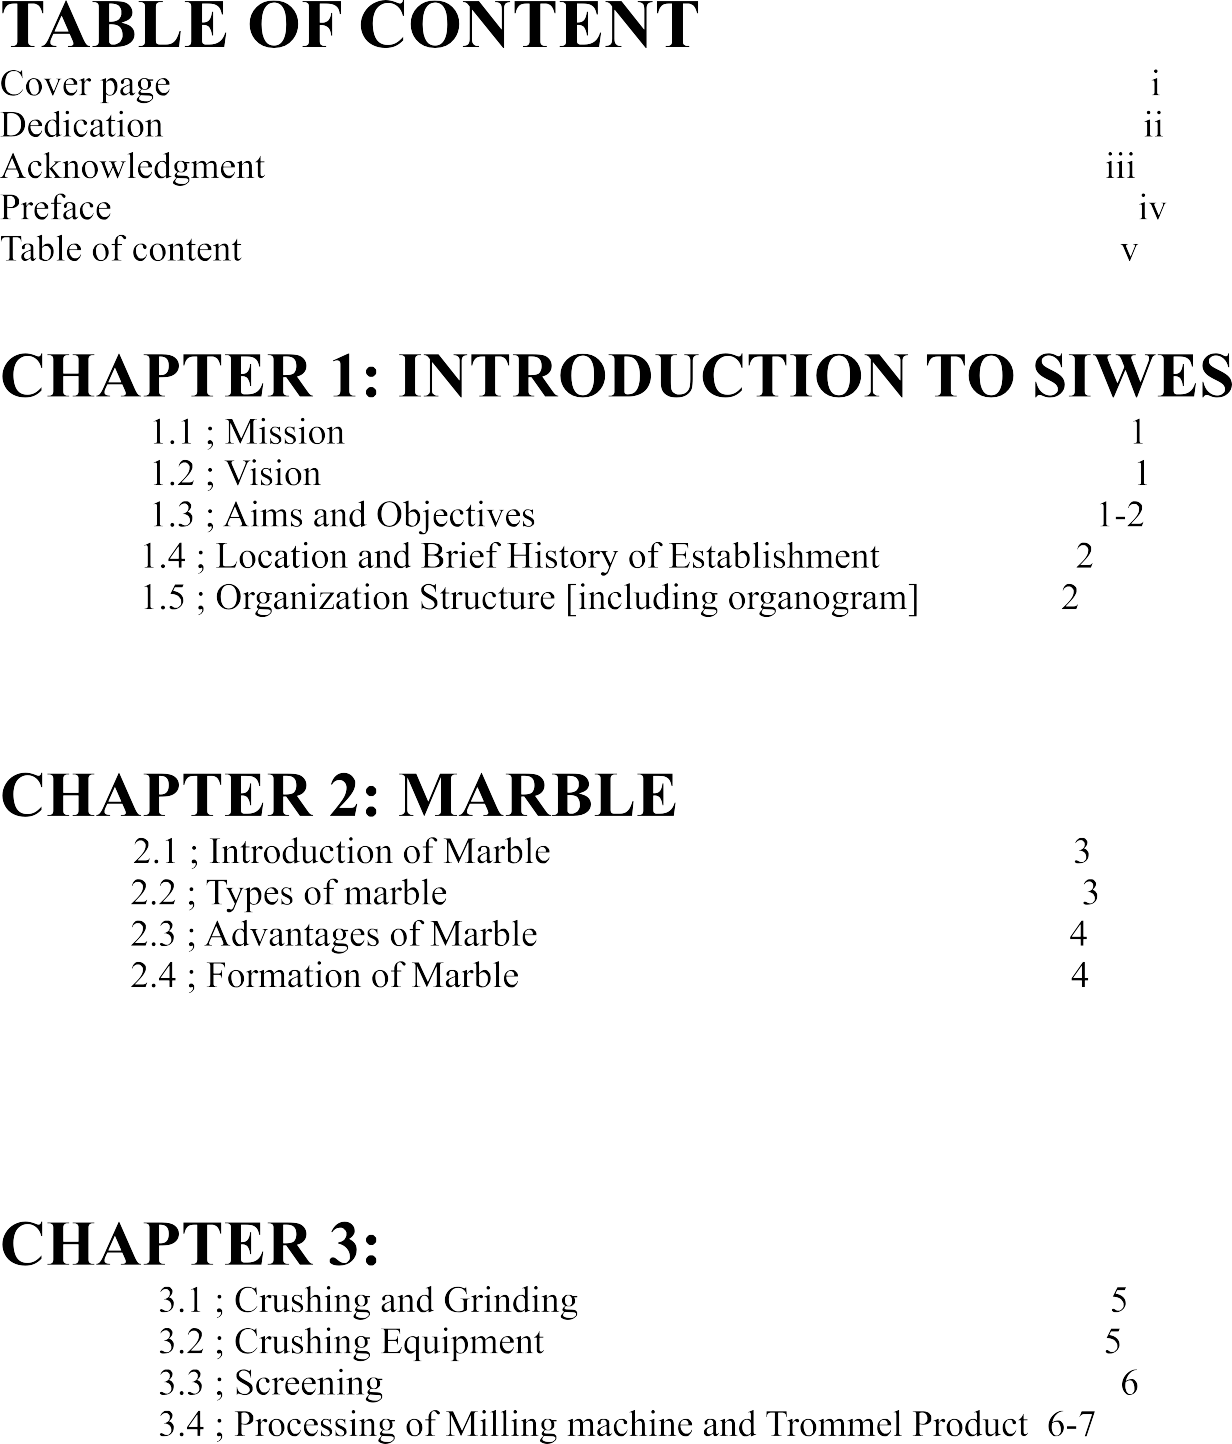 TABLE OF CONTENT
Cover page i
Dedication ii
Acknowledgment iii
Preface iv
Table of content v
CHAPTER 1: INTRODUCTION TO SIWES
1.1 ; Mission 1
1.2 ; Vision 1
1.3 ; Aims and Objectives 1-2
1.4 ; Location and Brief History of Establishment 2
1.5 ; Organization Structure [including organogram] 2
CHAPTER 2: MARBLE
2.1 ; Introduction of Marble 3
2.2 ; Types of marble 3
2.3 ; Advantages of Marble 4
2.4 ; Formation of Marble 4
CHAPTER 3:
3.1 ; Crushing and Grinding 5
3.2 ; Crushing Equipment 5
3.3 ; Screening 6
3.4 ; Processing of Milling machine and Trommel Product 6-7